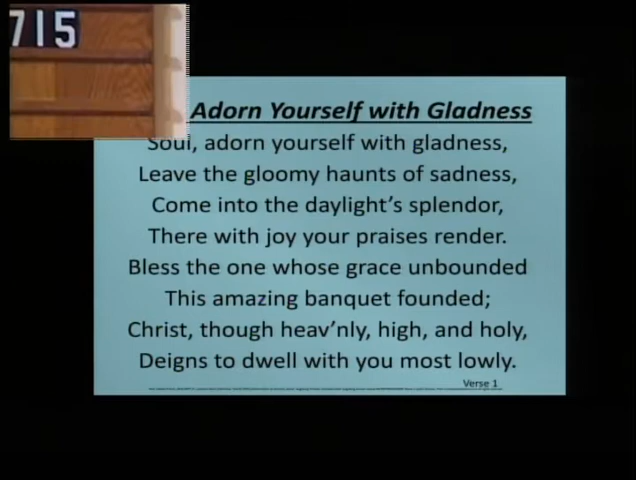 715
Adorn Yourself with Gladness
Soul, adorn yourself with gladness,
Leave the gloomy haunts of sadness,
Come into the daylight's splendor,
There with joy your praises render.
Bless the one whose grace unbounded
This amazing banquet founded;
Christ, though heav'nly, high, and holy,
Deigns to dwell with you most lowly.
Verse 1